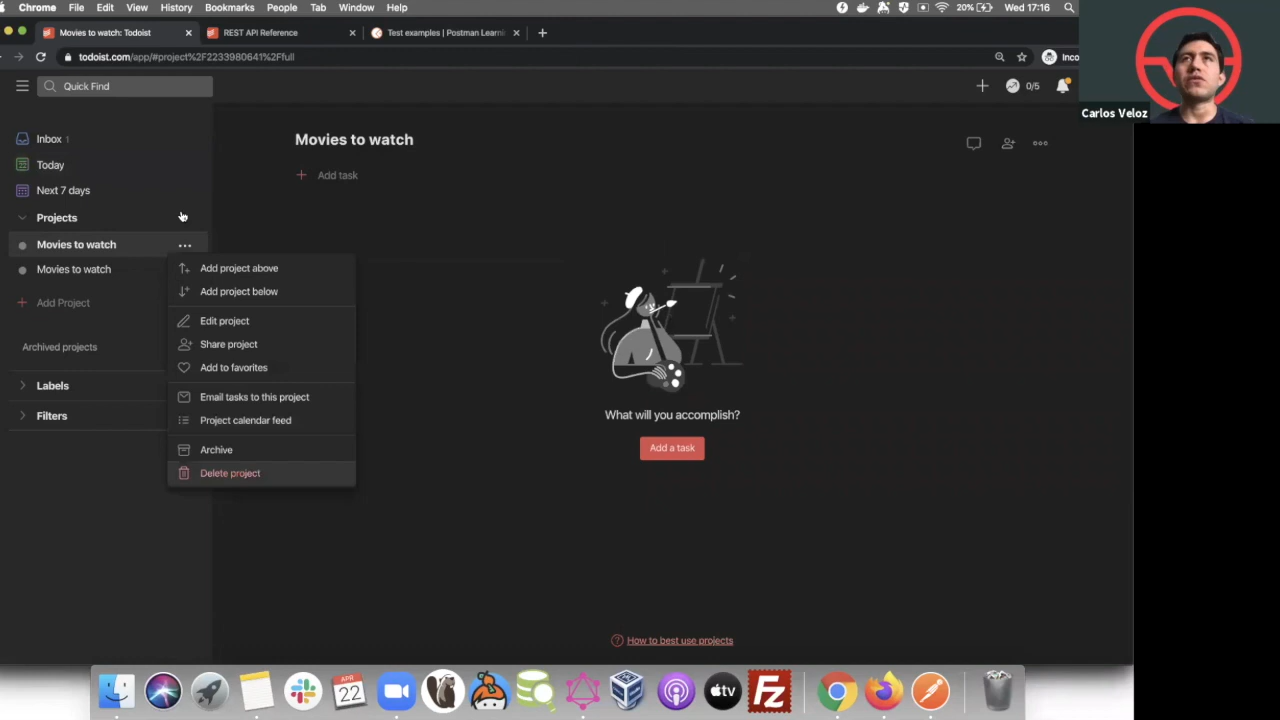 Chrome File Edit View History Bookmarks People Tab Window Help 20% Wed 17:16
Movies to watch: Todoist REST API Reference Test examples | Postman Learni
todoist.com/app/#project%2F2233980641%2Ffull Inco
Quick Find 0/5
Carlos Veloz
Inbox 1
Today
Next 7 days
Projects
Movies to watch
Movies to watch
Add Project
Archived projects
Labels
Filters
Add project above
Add project below
Edit project
Share project
Add to favorites
Email tasks to this project
Project calendar feed
Archive
Delete project
Movies to watch
Add task
What will you accomplish?
Add a task
How to best use projects
APR
22
tv
Fz